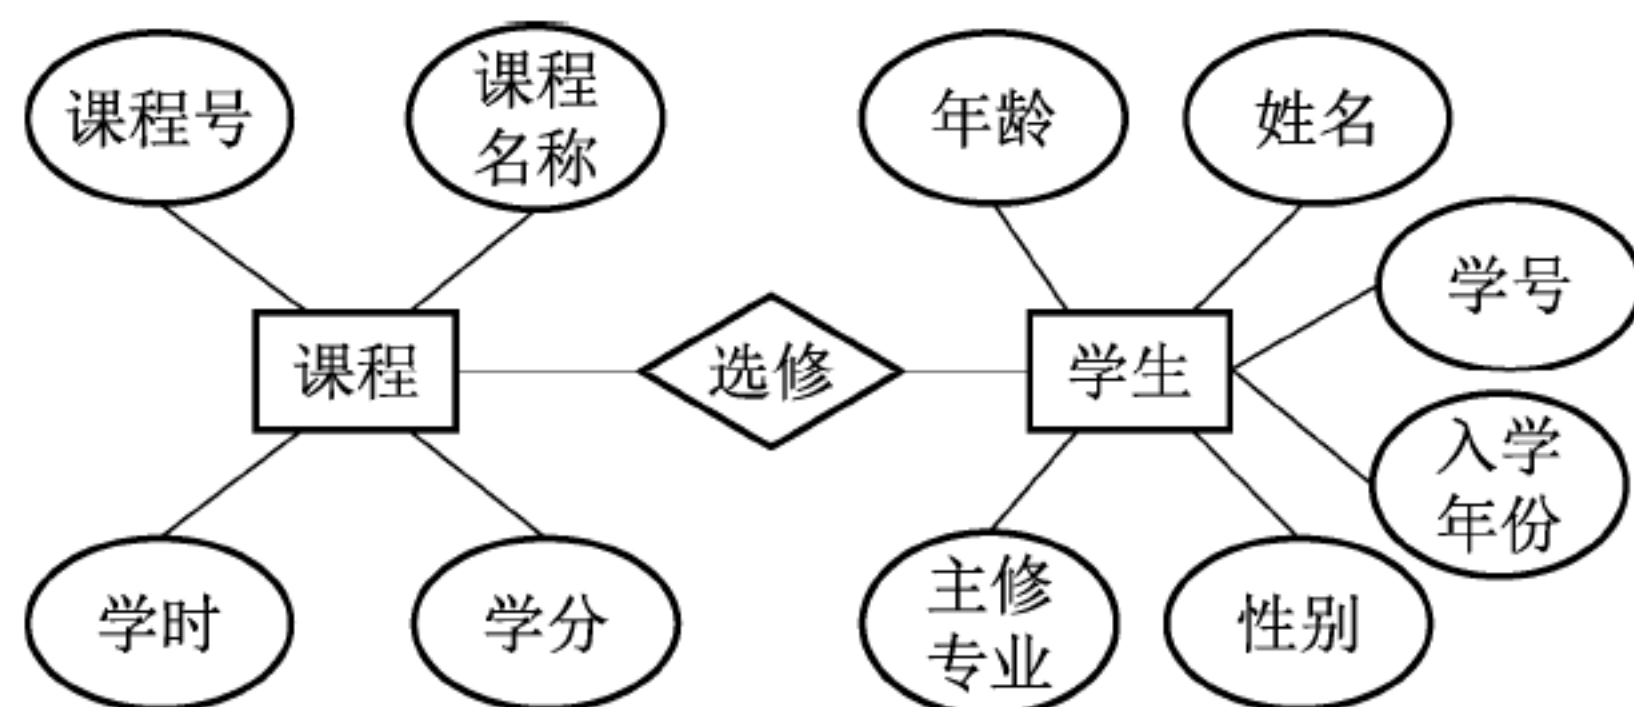 课程号
课程
名称
年龄
姓名
学号
课程
选修
学生
入学
年份
学时
学分
主修
专业
性别